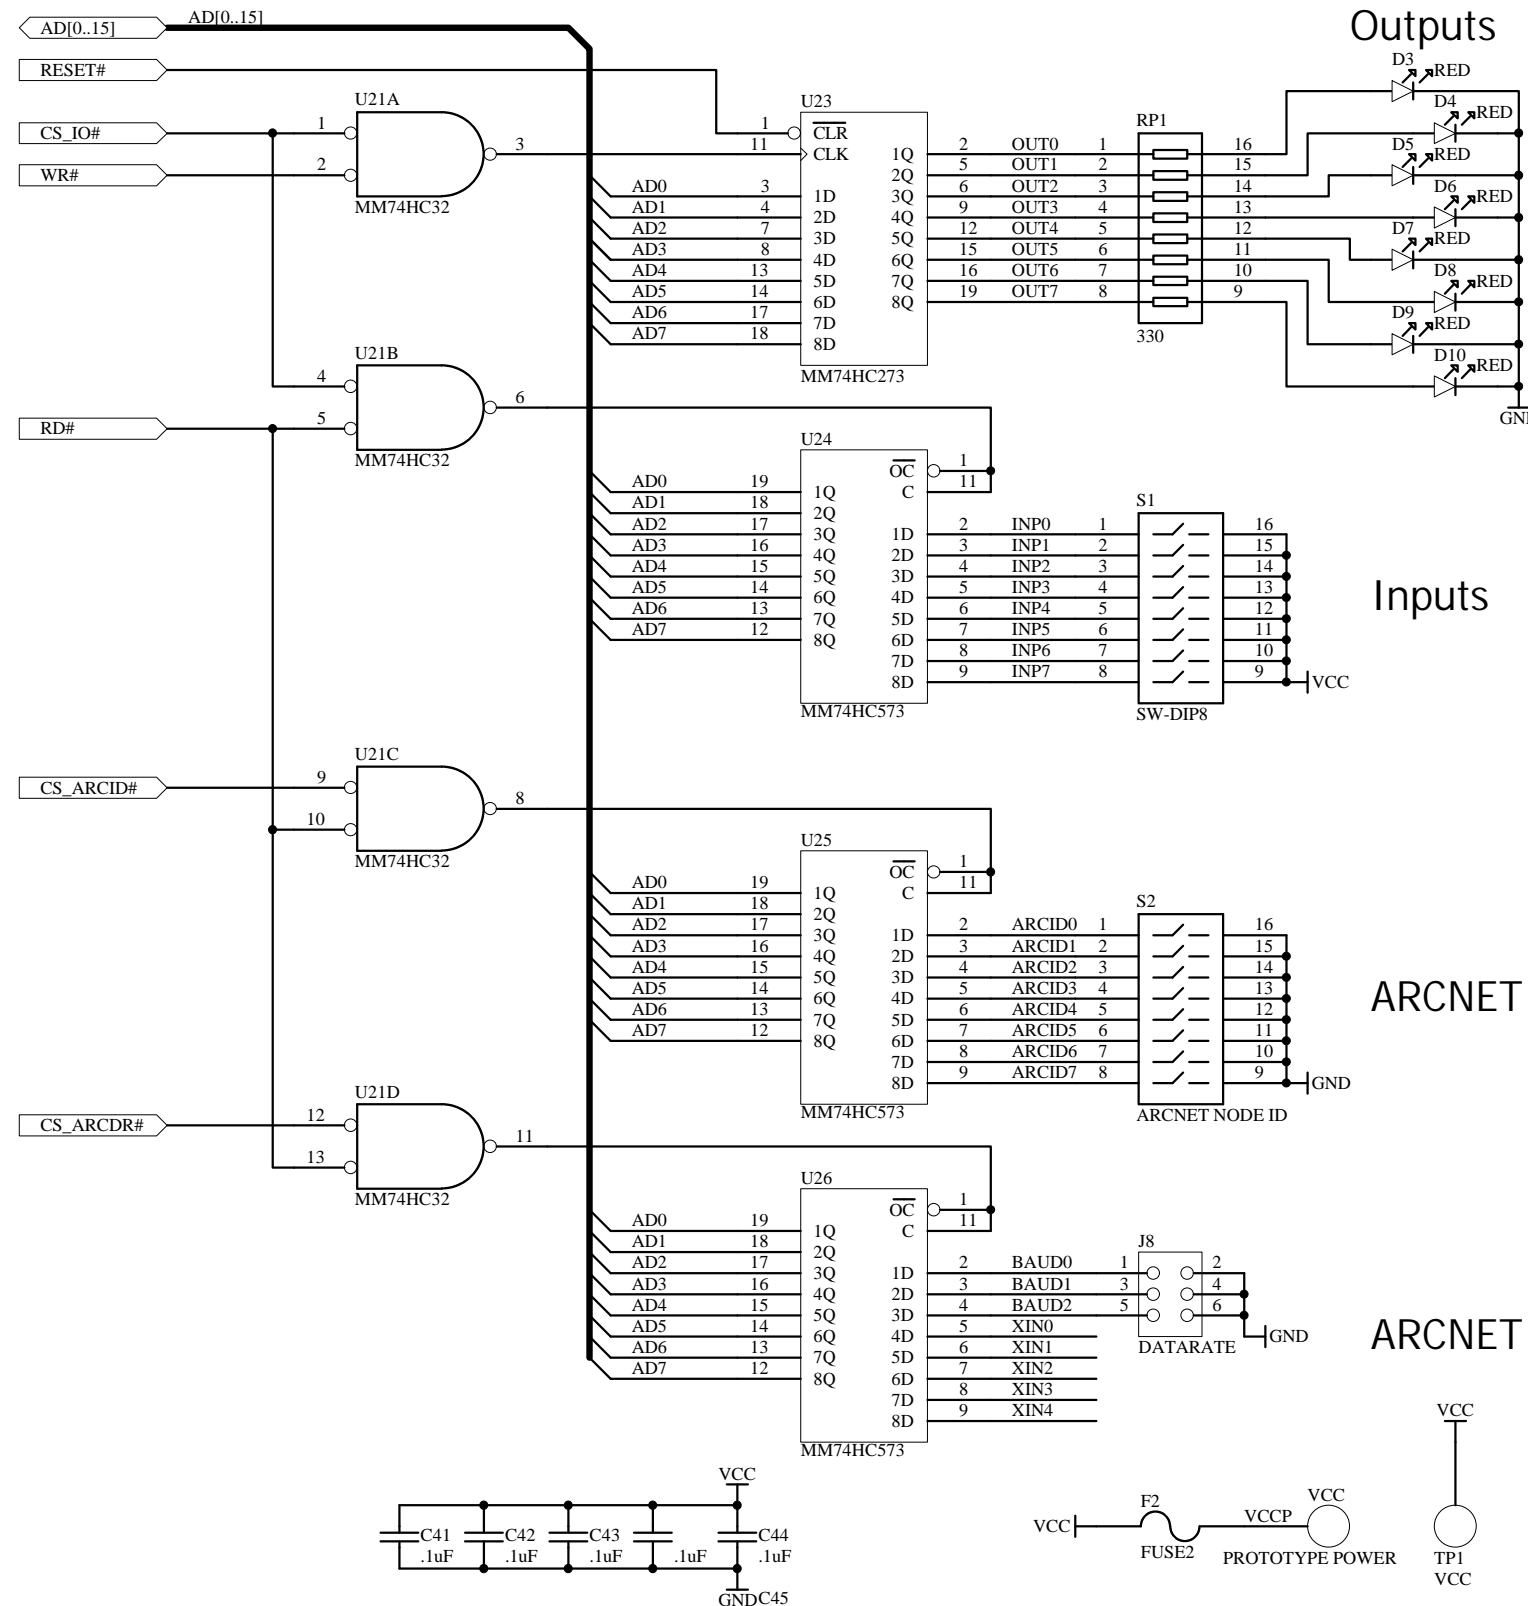 AD[0..15]
AD[0..15]
RESET#
CS_IO#
WR#
RD#
CS_ARCID#
CS_ARCDR#
U21A
1
2
3
MM74HC32
U21B
4
5
6
MM74HC32
U21C
9
10
8
MM74HC32
U21D
12
13
11
MM74HC32
Outputs
U23
1 CLR
11 CLK
AD0 3 1D
AD1 4 2D
AD2 7 3D
AD3 8 4D
AD4 13 5D
AD5 14 6D
AD6 17 7D
AD7 18 8D
1Q 2 OUT0 1
2Q 5 OUT1 2
3Q 6 OUT2 3
4Q 9 OUT3 4
5Q 12 OUT4 5
6Q 15 OUT5 6
7Q 16 OUT6 7
8Q 19 OUT7 8
MM74HC273
RP1
330
16
15
14
13
12
11
10
9
D3 RED
D4 RED
D5 RED
D6 RED
D7 RED
D8 RED
D9 RED
D10 RED
GND
U24
OC 1
C 11
AD0 19 1Q
AD1 18 2Q
AD2 17 3Q
AD3 16 4Q
AD4 15 5Q
AD5 14 6Q
AD6 13 7Q
AD7 12 8Q
1D 2 INP0 1
2D 3 INP1 2
3D 4 INP2 3
4D 5 INP3 4
5D 6 INP4 5
6D 7 INP5 6
7D 8 INP6 7
8D 9 INP7 8
MM74HC573
S1
16
15
14
13
12
11
10
9
VCC
SW-DIP8
Inputs
U25
OC 1
C 11
AD0 19 1Q
AD1 18 2Q
AD2 17 3Q
AD3 16 4Q
AD4 15 5Q
AD5 14 6Q
AD6 13 7Q
AD7 12 8Q
1D 2 ARCID0 1
2D 3 ARCID1 2
3D 4 ARCID2 3
4D 5 ARCID3 4
5D 6 ARCID4 5
6D 7 ARCID5 6
7D 8 ARCID6 7
8D 9 ARCID7 8
MM74HC573
S2
16
15
14
13
12
11
10
9
GND
ARCNET NODE ID
ARCNET
U26
OC 1
C 11
AD0 19 1Q
AD1 18 2Q
AD2 17 3Q
AD3 16 4Q
AD4 15 5Q
AD5 14 6Q
AD6 13 7Q
AD7 12 8Q
1D 2 BAUD0 1
2D 3 BAUD1 3
3D 4 BAUD2 5
4D 5 XIN0
5D 6 XIN1
6D 7 XIN2
7D 8 XIN3
8D 9 XIN4
MM74HC573
J8
2
4
6
GND
DATARATE
ARCNET
VCC
C41 .1uF
C42 .1uF
C43 .1uF
.1uF
C44 .1uF
GND C45
VCC
F2
FUSE2
VCCP
VCC
PROTOTYPE POWER
VCC
TP1
VCC